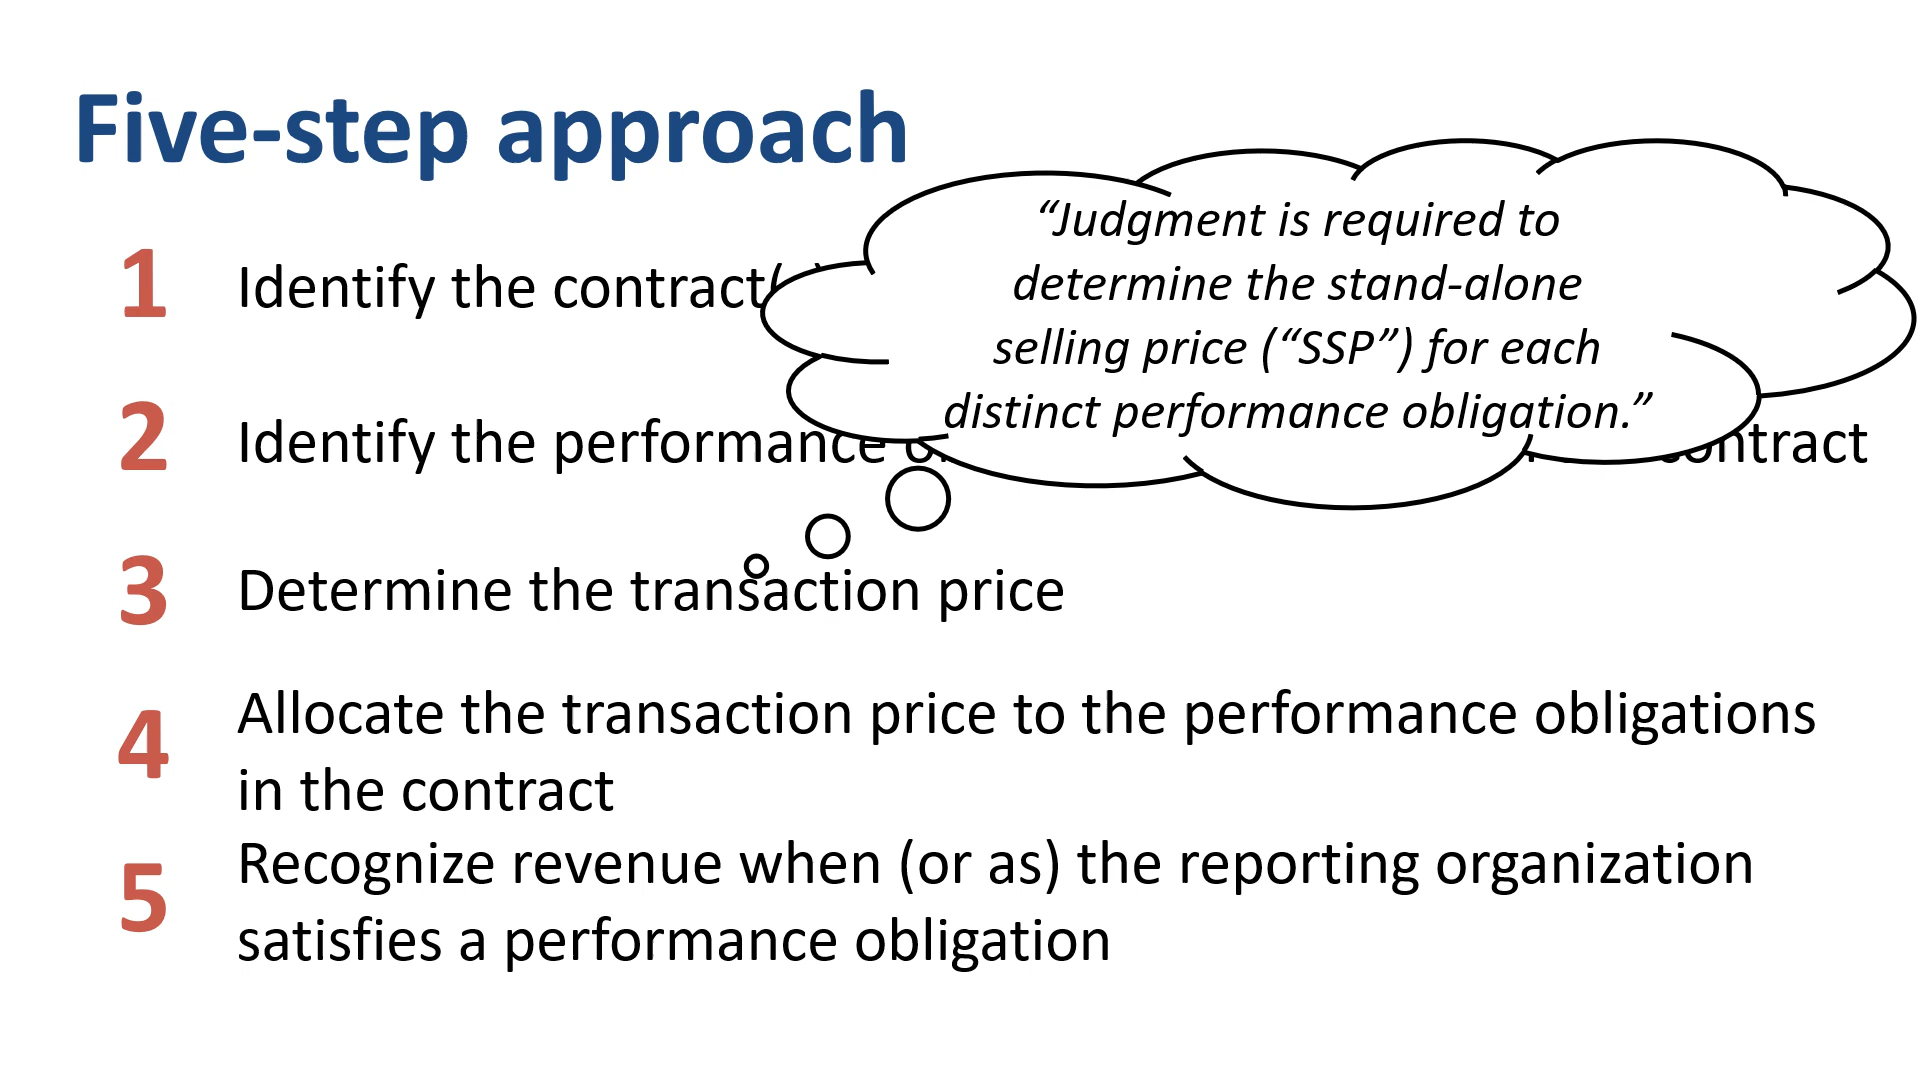 Five-step approach
1 Identify the contract
“Judgment is required to
determine the stand-alone
selling price (“SSP”) for each
distinct performance obligation.”
2 Identify the performance
contract
3 Determine the transaction price
4 Allocate the transaction price to the performance obligations
in the contract
5 Recognize revenue when (or as) the reporting organization
satisfies a performance obligation